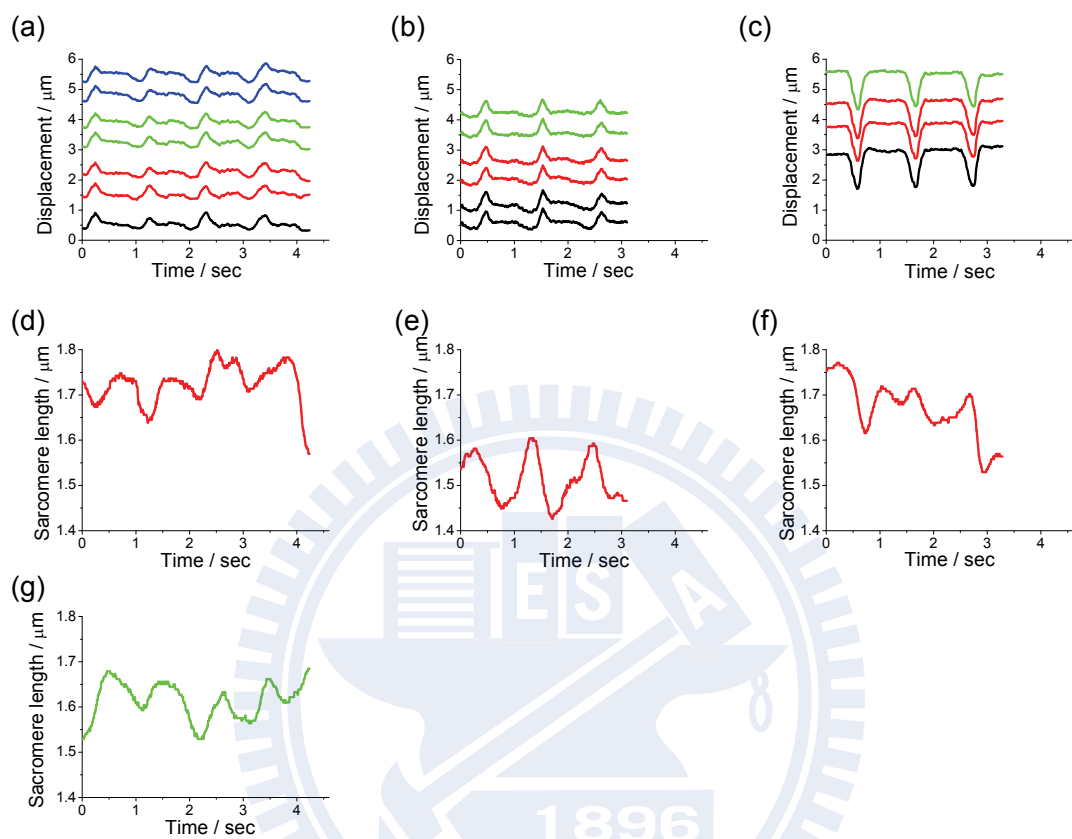 (a)
(b)
(c)
Displacement / μm
6
5
4
3
2
1
0
0 1 2 3 4
Time / sec
Displacement / μm
6
5
4
3
2
1
0
0 1 2 3 4
Time / sec
Displacement / μm
6
5
4
3
2
1
0
0 1 2 3 4
Time / sec
(d)
(e)
(f)
Sarcomere length / μm
1.8
1.7
1.6
1.5
1.4
0 1 2 3 4
Time / sec
Sarcomere length / μm
1.8
1.7
1.6
1.5
1.4
0 1 2 3 4
Time / sec
Sarcomere length / μm
1.8
1.7
1.6
1.5
1.4
0 1 2 3 4
Time / sec
(g)
Sacromere length / μm
1.8
1.7
1.6
1.5
1.4
0 1 2 3 4
Time / sec
E S A
1896